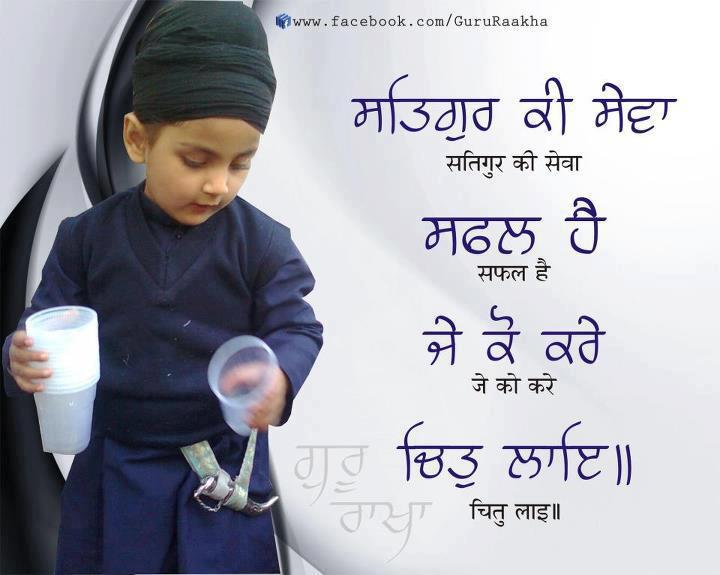 www.facebook.com/GuruRaakha
ਸਤਿਗੁਰ ਕੀ ਸੇਵਾ
सतिगुर की सेवा
ਸਫਲ ਹੈ
सफल है
ਜੇ ਕੋ ਕਰੇ
जे को करे
ਚਿਤੁ ਲਾਇ॥
चितु लाइ॥
ਗੁਰੂ
ਰਾਖਾ